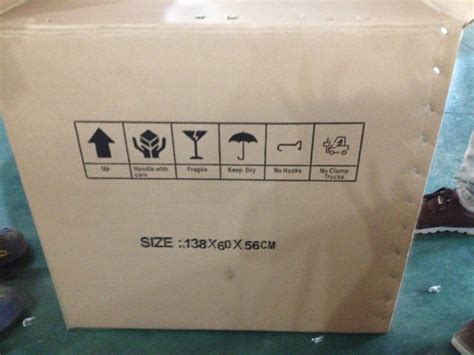 Up Handle with care Fragile Keep Dry No Hooks No Clamp Trucks
SIZE :.138X60X56CM